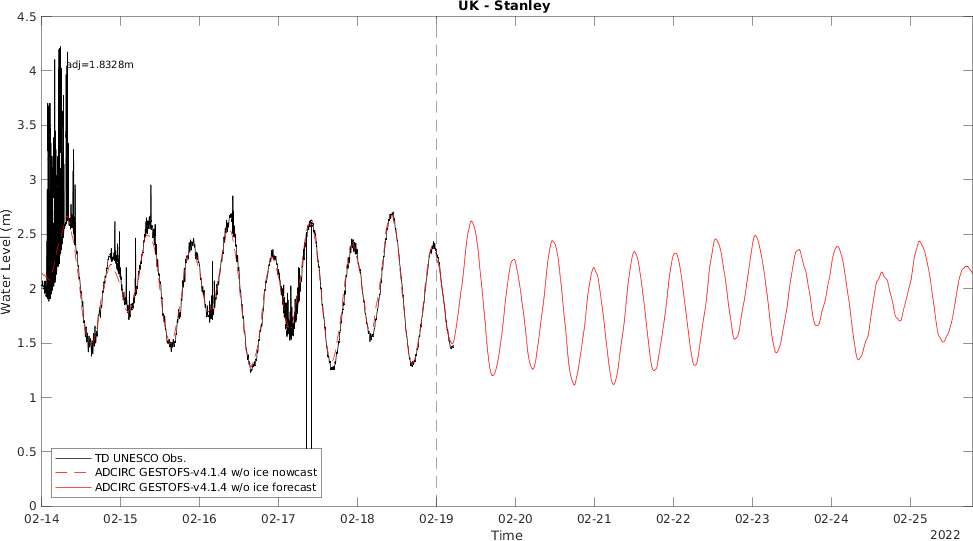 UK - Stanley
4.5
4
3.5
3
2.5
2
1.5
1
0.5
0
Water Level (m)
adj=1.8328m
TD UNESCO Obs.
ADCIRC GESTOFS-v4.1.4 w/o ice nowcast
ADCIRC GESTOFS-v4.1.4 w/o ice forecast
02-14 02-15 02-16 02-17 02-18 02-19 02-20 02-21 02-22 02-23 02-24 02-25
Time
2022